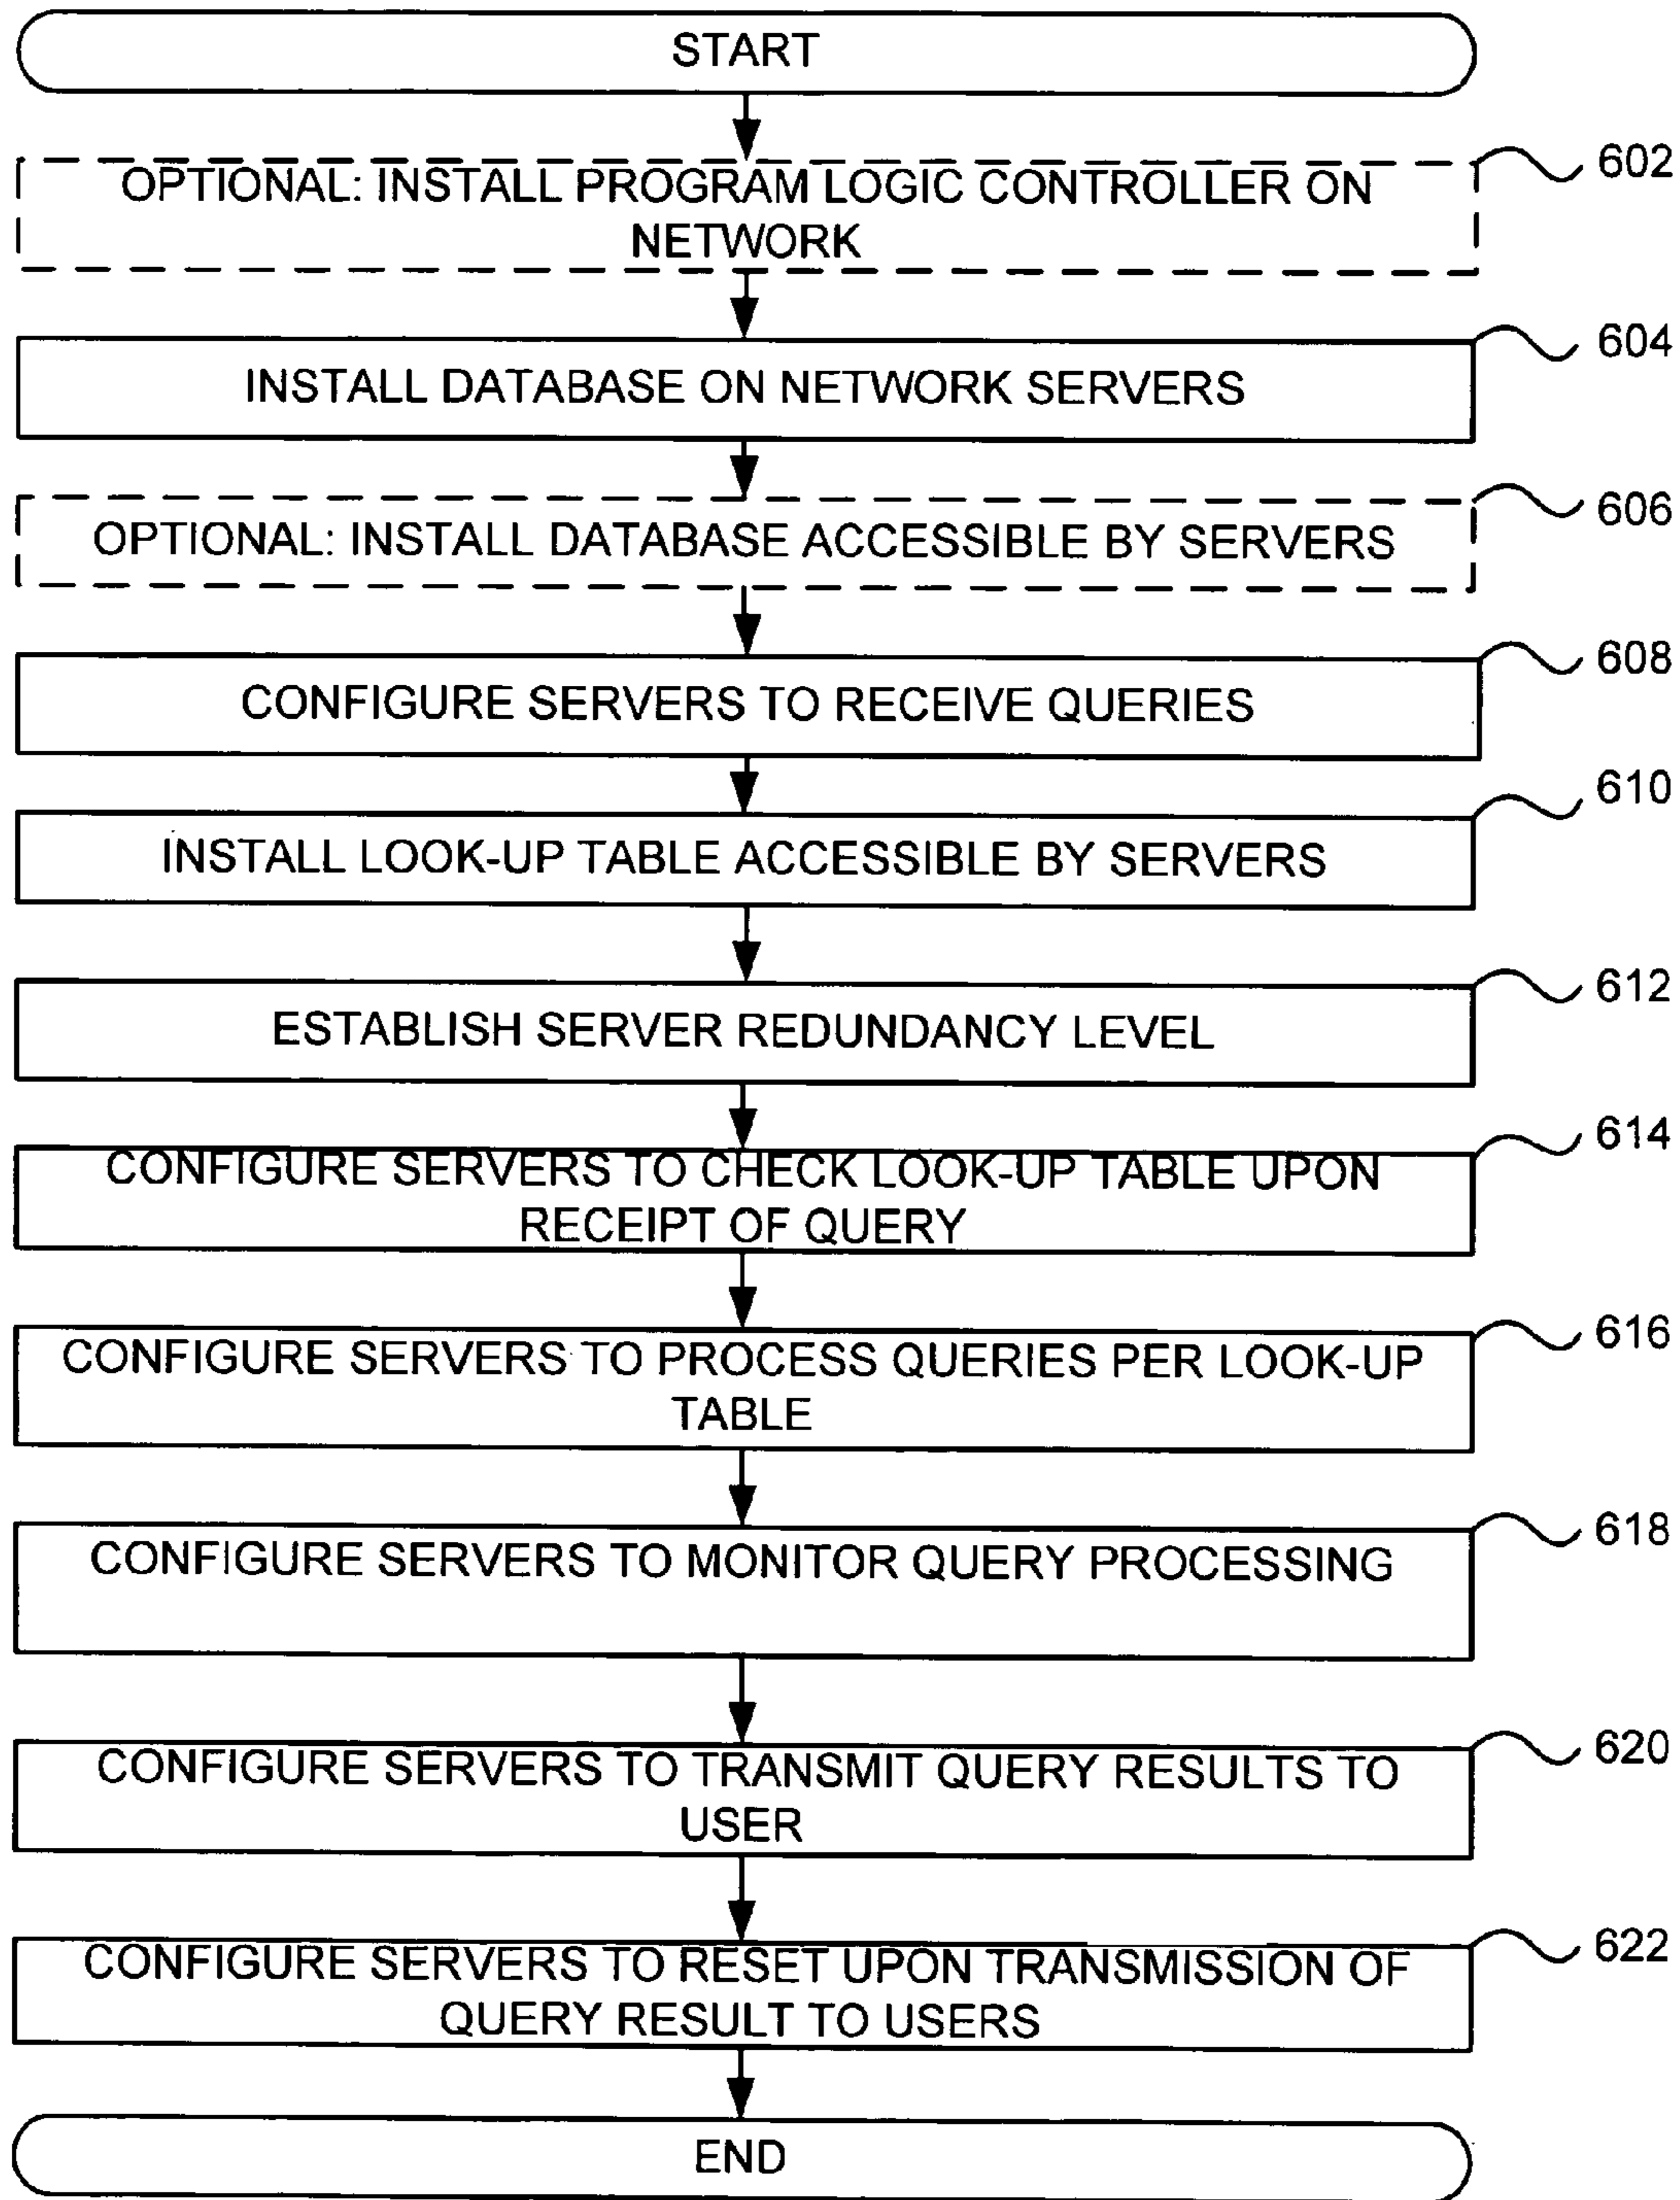 START
OPTIONAL: INSTALL PROGRAM LOGIC CONTROLLER ON
NETWORK
602
INSTALL DATABASE ON NETWORK SERVERS
604
OPTIONAL: INSTALL DATABASE ACCESSIBLE BY SERVERS
606
CONFIGURE SERVERS TO RECEIVE QUERIES
608
INSTALL LOOK-UP TABLE ACCESSIBLE BY SERVERS
610
ESTABLISH SERVER REDUNDANCY LEVEL
612
CONFIGURE SERVERS TO CHECK LOOK-UP TABLE UPON
RECEIPT OF QUERY
614
CONFIGURE SERVERS TO PROCESS QUERIES PER LOOK-UP
TABLE
616
CONFIGURE SERVERS TO MONITOR QUERY PROCESSING
618
CONFIGURE SERVERS TO TRANSMIT QUERY RESULTS TO
USER
620
CONFIGURE SERVERS TO RESET UPON TRANSMISSION OF
QUERY RESULT TO USERS
622
END